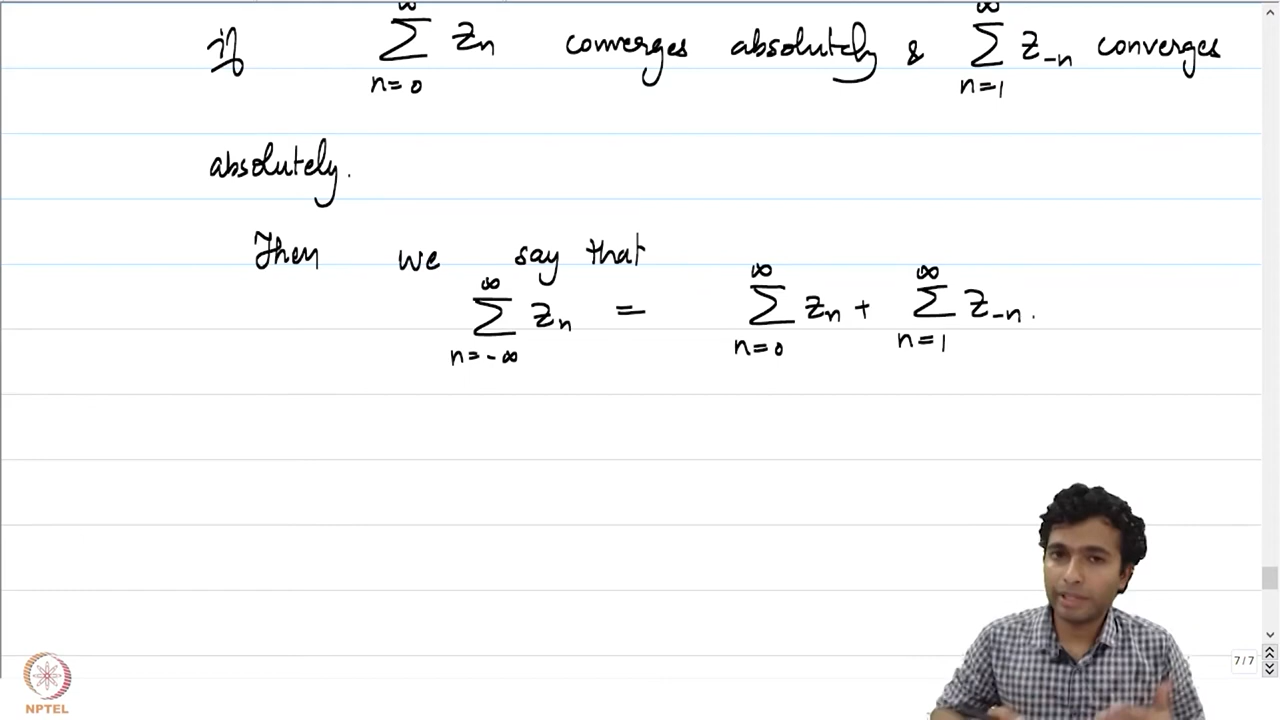 if ∑_{n=0}^{∞} z_n converges absolutely & ∑_{n=1}^{∞} z_{-n} converges
absolutely.
Then we say that
∑_{n=-∞}^{∞} z_n = ∑_{n=0}^{∞} z_n + ∑_{n=1}^{∞} z_{-n}.
7/7
NPTEL